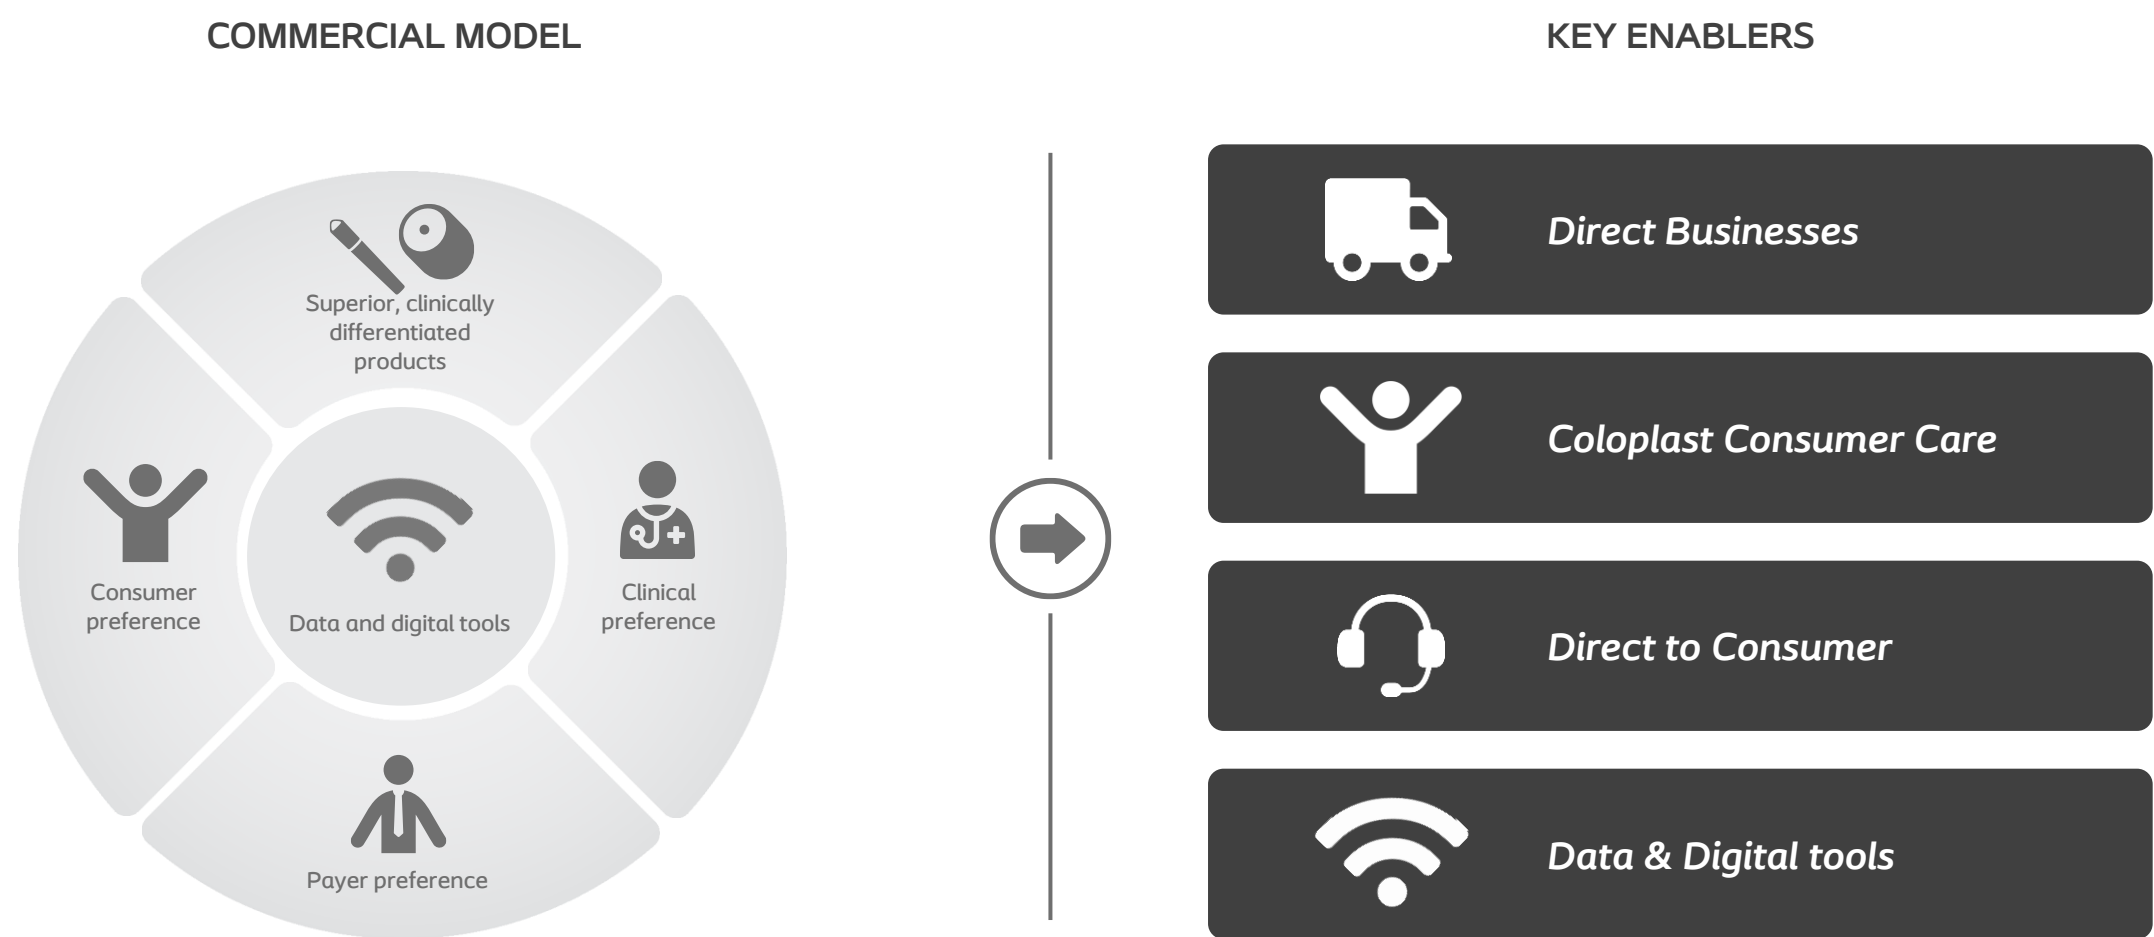 COMMERCIAL MODEL
KEY ENABLERS
Superior, clinically
differentiated
products
Consumer
preference
Data and digital tools
Clinical
preference
Payer preference
Direct Businesses
Coloplast Consumer Care
Direct to Consumer
Data & Digital tools